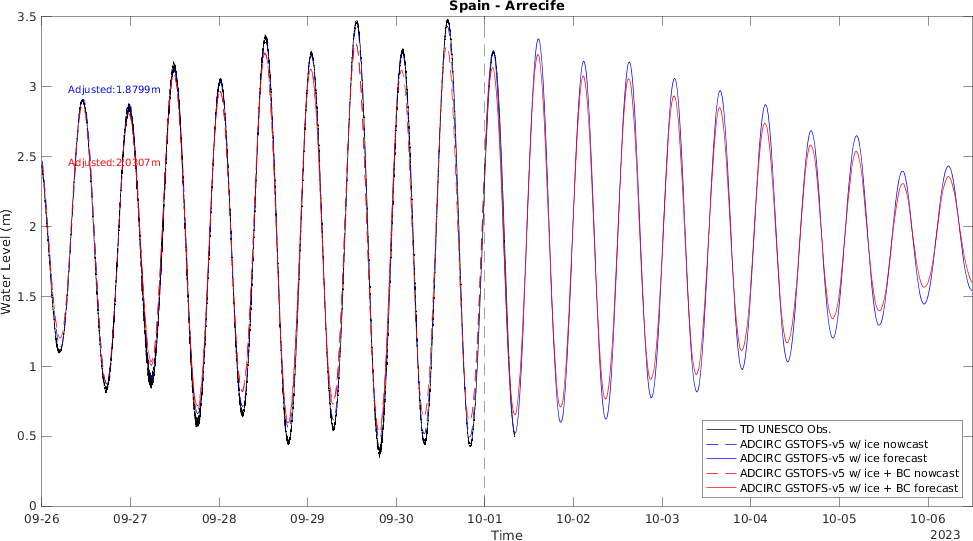 Spain - Arrecife
3.5
3
2.5
2
1.5
1
0.5
0
Water Level (m)
Adjusted:1.8799m
Adjusted:2.0307m
TD UNESCO Obs.
ADCIRC GSTOFS-v5 w/ ice nowcast
ADCIRC GSTOFS-v5 w/ ice forecast
ADCIRC GSTOFS-v5 w/ ice + BC nowcast
ADCIRC GSTOFS-v5 w/ ice + BC forecast
09-26 09-27 09-28 09-29 09-30 10-01 10-02 10-03 10-04 10-05 10-06
Time
2023